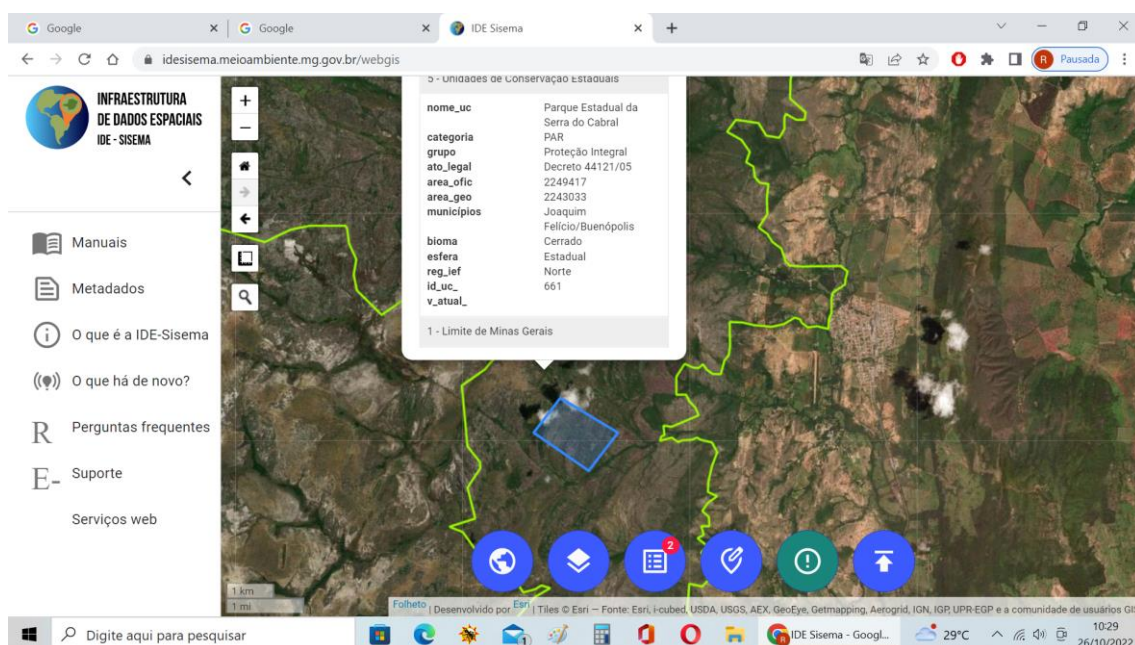 Google
Google
IDE Sisema
idesisema.meioambiente.mg.gov.br/webgis
R
Pausada
INFRAESTRUTURA
DE DADOS ESPACIAIS
IDE - SISEMA
Manuais
Metadados
O que é a IDE-Sisema
O que há de novo?
R Perguntas frequentes
E- Suporte
Serviços web
5 - Unidades de Conservação Estaduais
nome_uc Parque Estadual da
Serra do Cabral
categoria PAR
grupo Proteção Integral
ato_legal Decreto 44121/05
area_ofic 2249417
area_geo 2243033
municípios Joaquim
Felício/Buenópolis
bioma Cerrado
esfera Estadual
reg_ief Norte
id_uc_ 661
v_atual_
1 - Limite de Minas Gerais
2
1 km
1 mi
Folheto | Desenvolvido por Esri | Tiles © Esri — Fonte: Esri, i-cubed, USDA, USGS, AEX, GeoEye, Getmapping, Aerogrid, IGN, IGP, UPR-EGP e a comunidade de usuários GI
Digite aqui para pesquisar
1
IDE Sisema - Googl...
29°C
10:29
26/10/2022